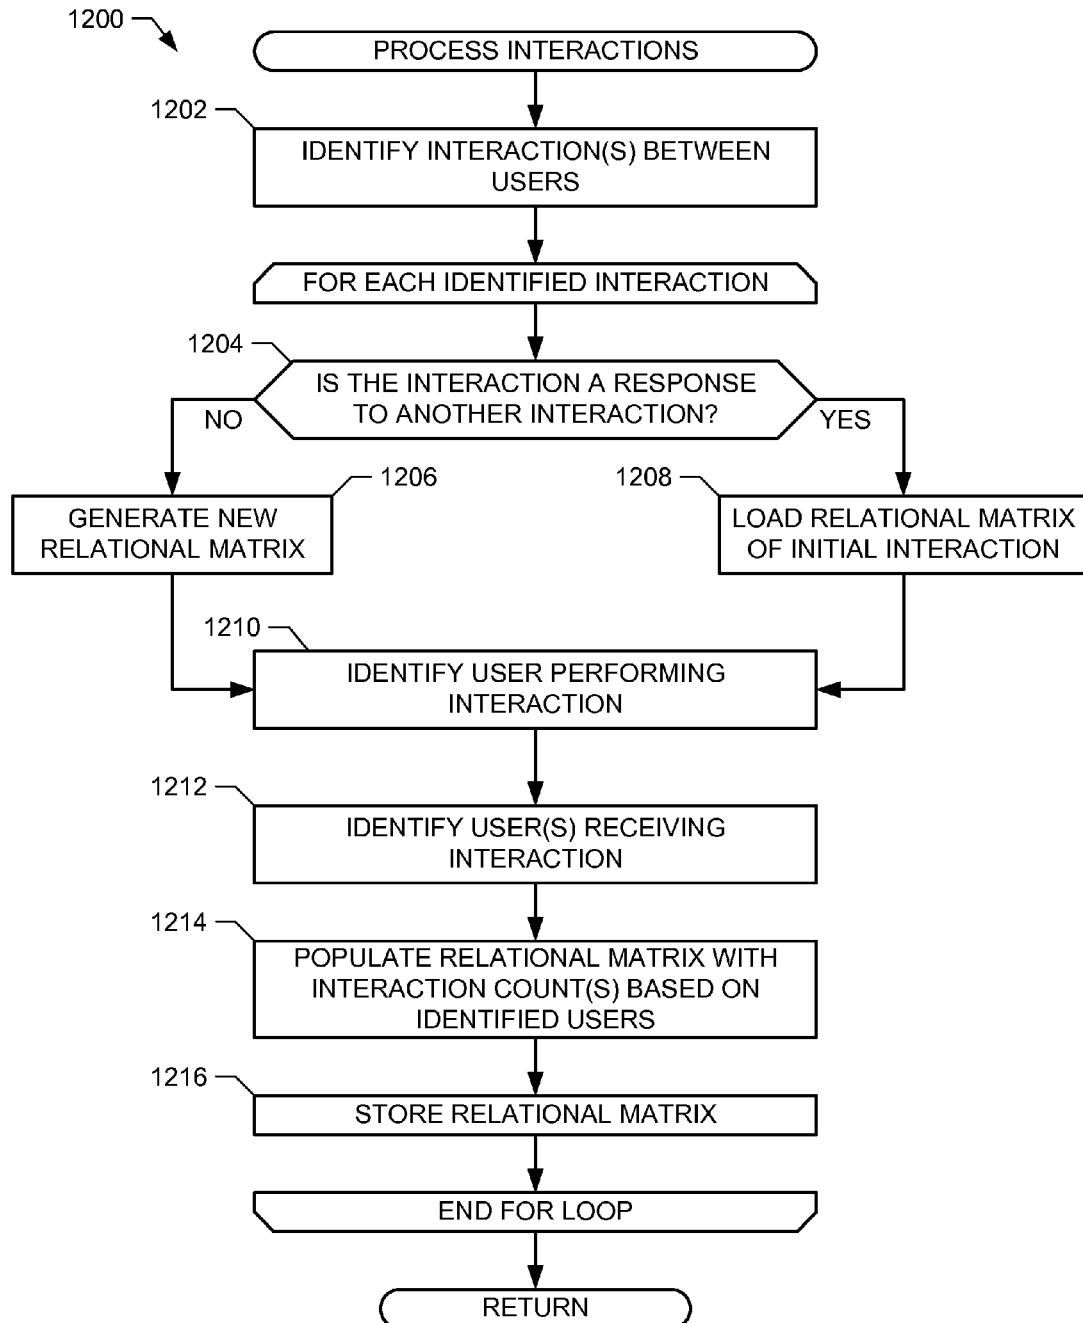 1200
PROCESS INTERACTIONS
1202
IDENTIFY INTERACTION(S) BETWEEN
USERS
FOR EACH IDENTIFIED INTERACTION
1204
IS THE INTERACTION A RESPONSE
TO ANOTHER INTERACTION?
NO
YES
1206
GENERATE NEW
RELATIONAL MATRIX
1208
LOAD RELATIONAL MATRIX
OF INITIAL INTERACTION
1210
IDENTIFY USER PERFORMING
INTERACTION
1212
IDENTIFY USER(S) RECEIVING
INTERACTION
1214
POPULATE RELATIONAL MATRIX WITH
INTERACTION COUNT(S) BASED ON
IDENTIFIED USERS
1216
STORE RELATIONAL MATRIX
END FOR LOOP
RETURN